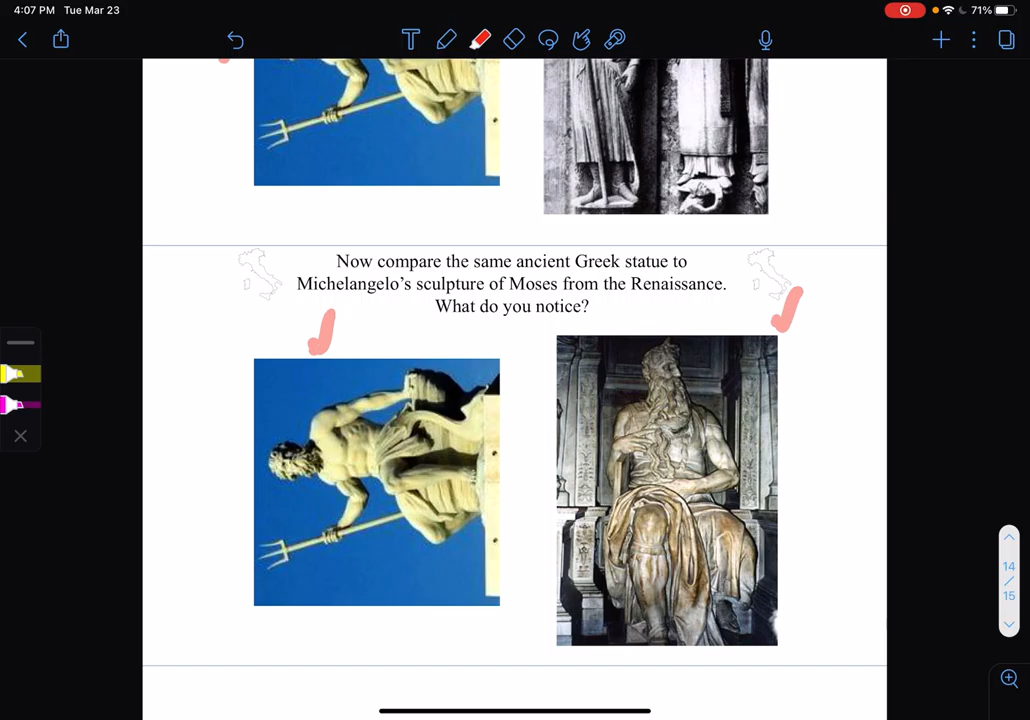 4:07 PM Tue Mar 23
71%
Now compare the same ancient Greek statue to
Michelangelo’s sculpture of Moses from the Renaissance.
What do you notice?
14
/
15